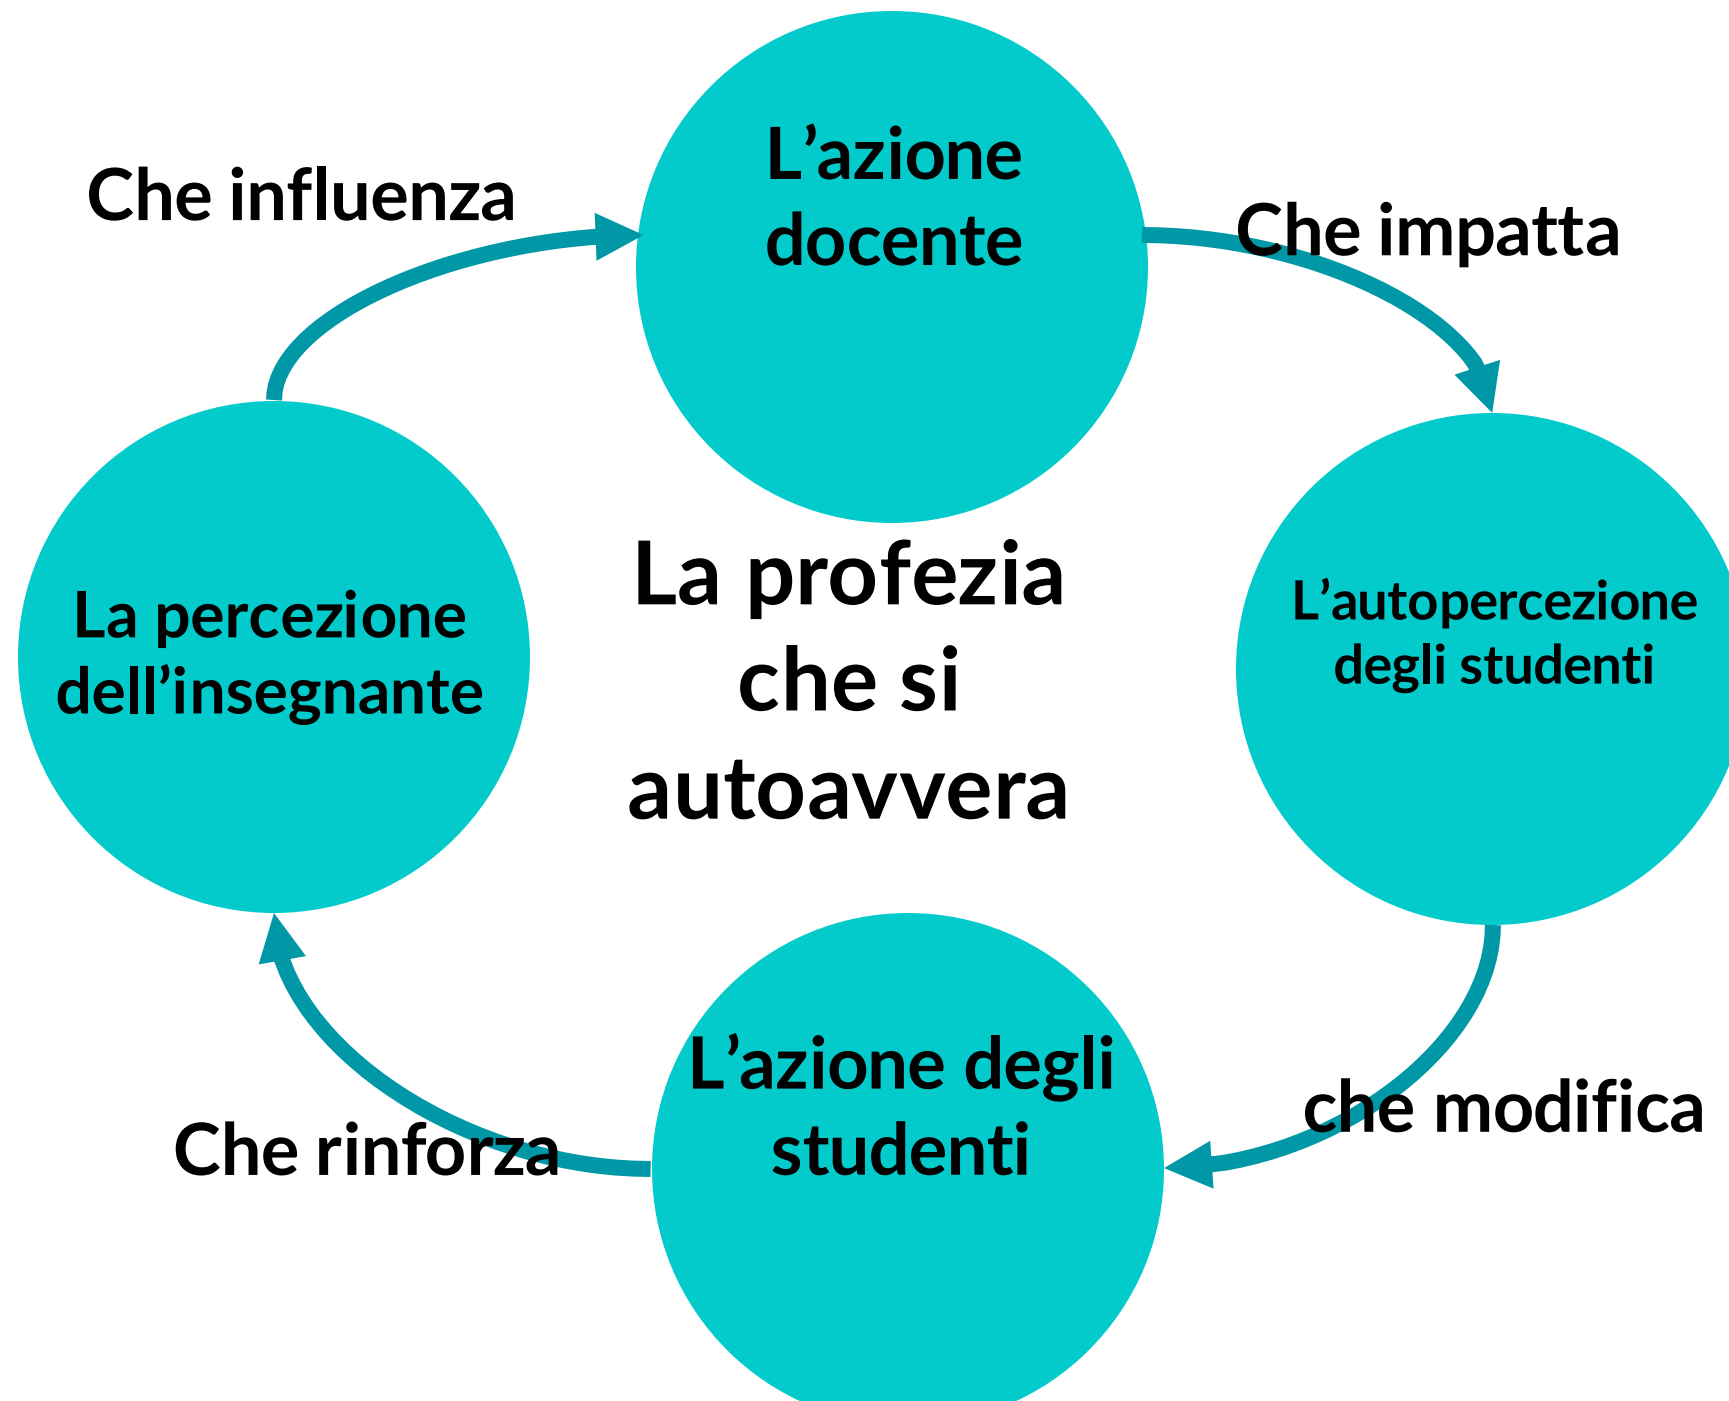 L’azione
docente
Che influenza
Che impatta
La percezione
dell’insegnante
La profezia
che si
autoavvera
L’autopercezione
degli studenti
L’azione degli
studenti
Che rinforza
che modifica